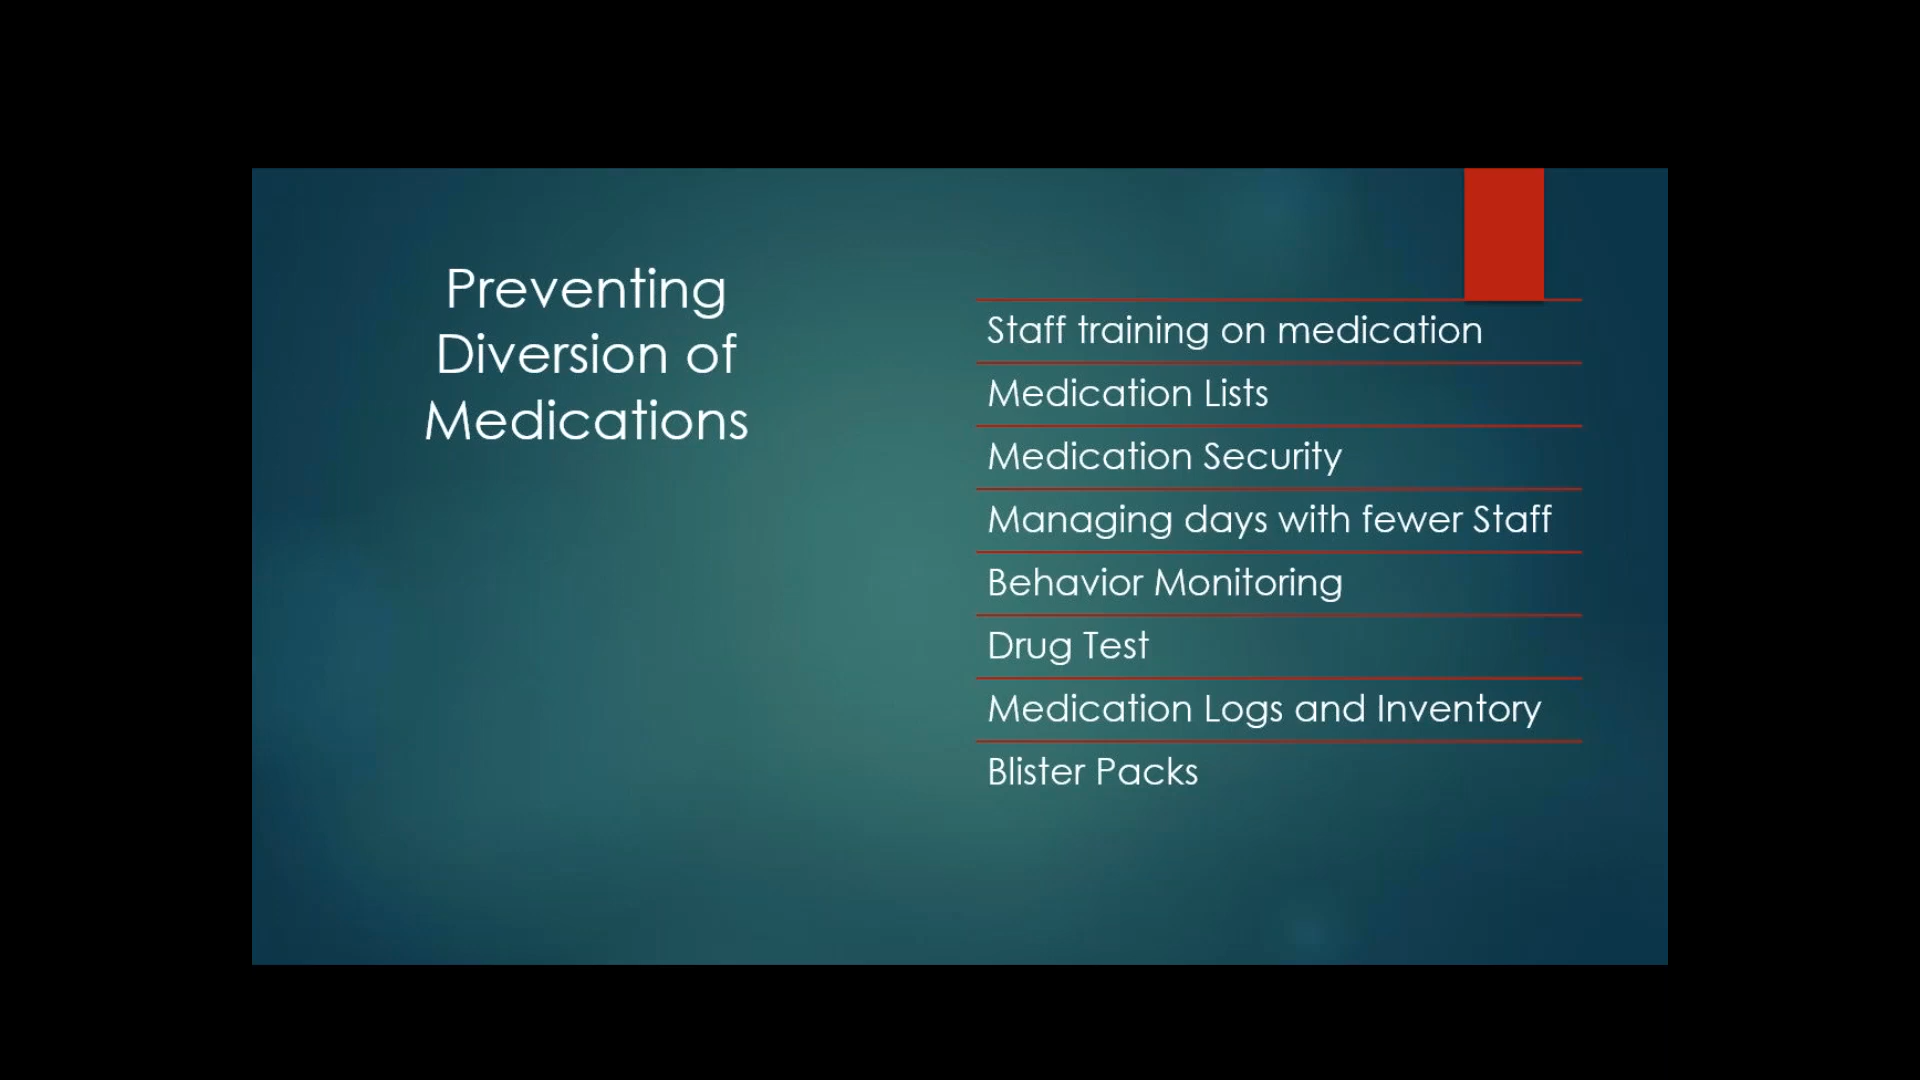 Preventing
Diversion of
Medications
Staff training on medication
Medication Lists
Medication Security
Managing days with fewer Staff
Behavior Monitoring
Drug Test
Medication Logs and Inventory
Blister Packs